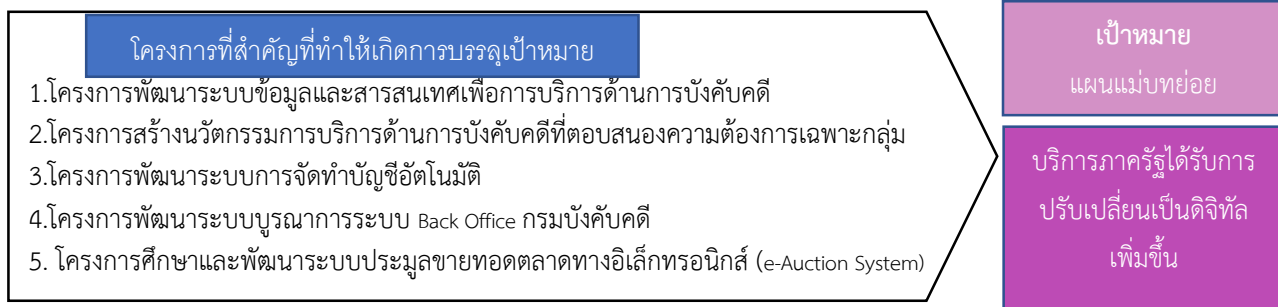 โครงการที่สำคัญที่ทำให้เกิดการบรรลุเป้าหมาย
1.โครงการพัฒนาระบบข้อมูลและสารสนเทศเพื่อการบริการด้านการบังคับคดี
2.โครงการสร้างนวัตกรรมการบริการด้านการบังคับคดีที่ตอบสนองความต้องการเฉพาะกลุ่ม
3.โครงการพัฒนาระบบการจัดทำบัญชีอัตโนมัติ
4.โครงการพัฒนาระบบบูรณาการระบบ Back Office กรมบังคับคดี
5. โครงการศึกษาและพัฒนาระบบประมูลขายทอดตลาดทางอิเล็กทรอนิกส์ (e-Auction System)
เป้าหมาย
แผนแม่บทย่อย
บริการภาครัฐได้รับการ
ปรับเปลี่ยนเป็นดิจิทัล
เพิ่มขึ้น